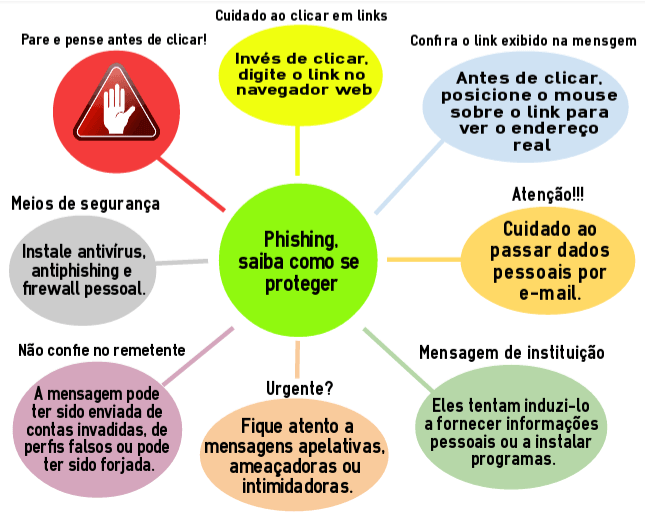 Cuidado ao clicar em links
Invés de clicar,
digite o link no
navegador web
Pare e pense antes de clicar!
Confira o link exibido na mensgem
Antes de clicar,
posicione o mouse
sobre o link para
ver o endereço
real
Meios de segurança
Instale antivírus,
antiphishing e
firewall pessoal.
Phishing,
saiba como se
proteger
Atenção!!!
Cuidado ao
passar dados
pessoais por
e-mail.
Não confie no remetente
A mensagem pode
ter sido enviada de
contas invadidas, de
perfis falsos ou pode
ter sido forjada.
Urgente?
Fique atento a
mensagens apelativas,
ameaçadoras ou
intimidadoras.
Mensagem de instituição
Eles tentam induzi-lo
a fornecer informações
pessoais ou a instalar
programas.